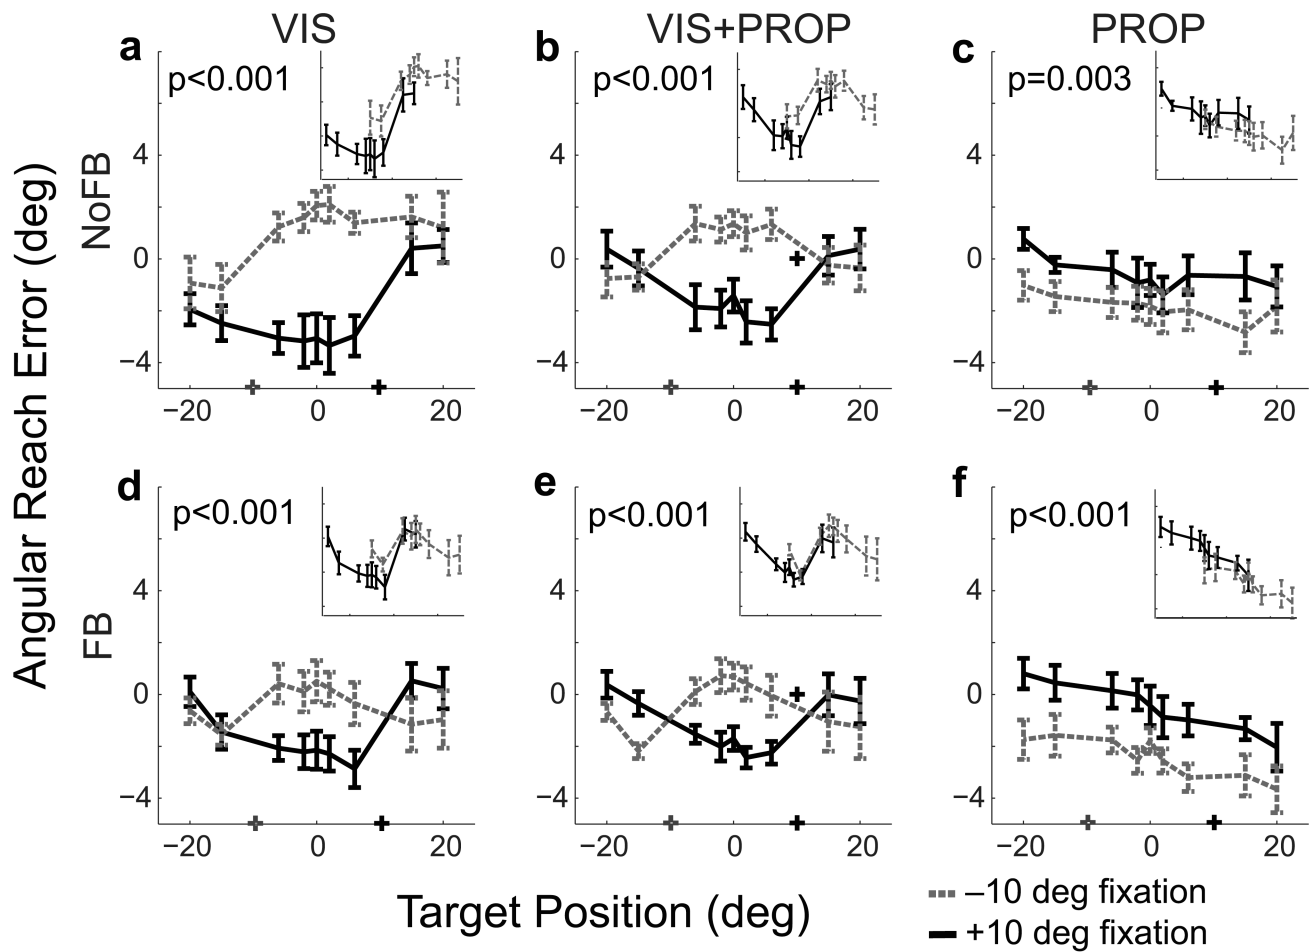 VIS VIS+PROP PROP
a b c
p<0.001 p<0.001 p=0.003
Angular Reach Error (deg)
NoFB
4 4 4
0 0 0
−4 −4 −4
−20 0 20 −20 0 20 −20 0 20
d e f
p<0.001 p<0.001 p<0.001
FB
4 4 4
0 0 0
−4 −4 −4
−20 0 20 −20 0 20 −20 0 20
Target Position (deg)
−10 deg fixation
+10 deg fixation